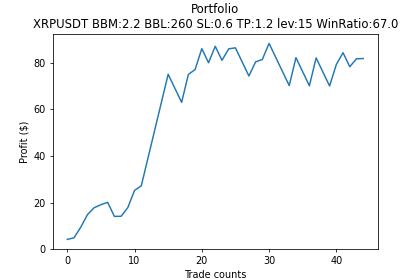 Portfolio
XRPUSDT BBM:2.2 BBL:260 SL:0.6 TP:1.2 lev:15 WinRatio:67.0
80
60
40
20
0
Profit ($)
0 10 20 30 40
Trade counts